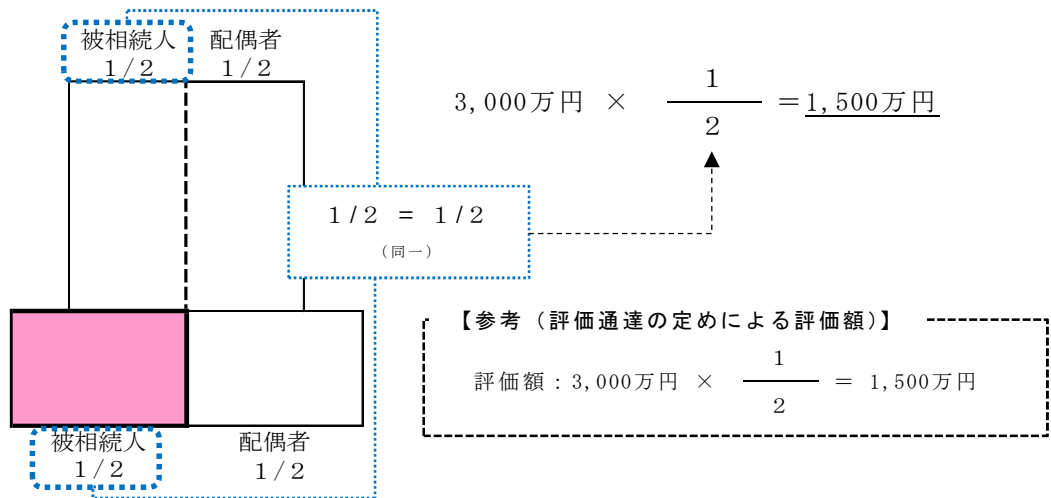 被相続人
1/2
配偶者
1/2
3,000万円 × 1/2 =1,500万円
1/2 = 1/2
(同一)
【参考(評価通達の定めによる評価額)】
評価額:3,000万円 × 1/2 = 1,500万円
被相続人
1/2
配偶者
1/2